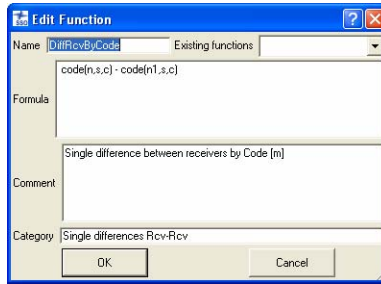 Edit Function
Name DiffRcvByCode Existing functions
Formula code(n,s,c) - code(n1,s,c)
Comment Single difference between receivers by Code [m]
Category Single differences Rcv-Rcv
OK Cancel